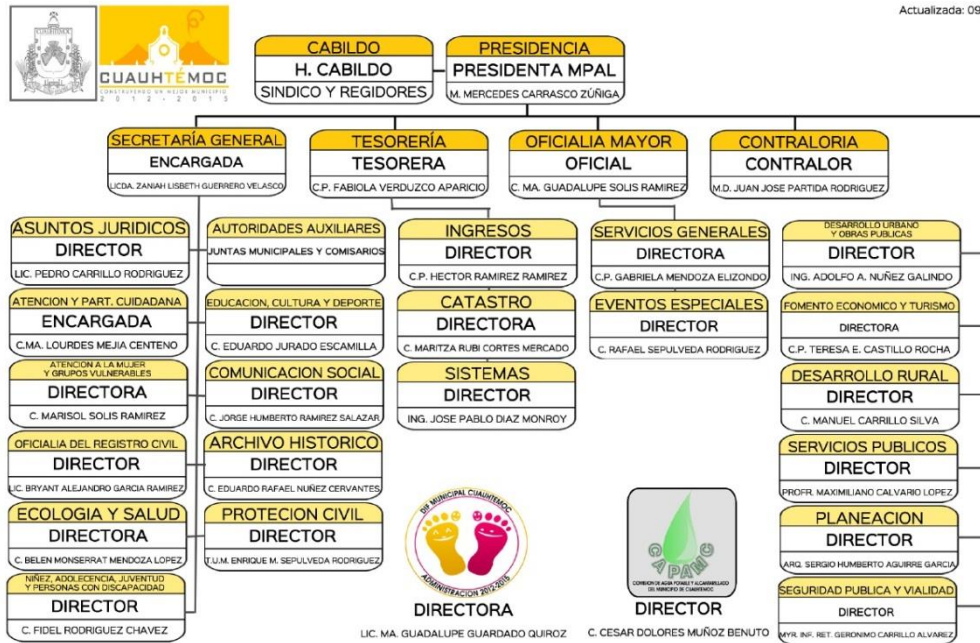 Actualizada: 09
CUAUHTÉMOC
CONSTRUYENDO UN MEJOR MUNICIPIO
2012-2015
CABILDO
H. CABILDO
SINDICO Y REGIDORES
PRESIDENCIA
PRESIDENTA MPAL
M. MERCEDES CARRASCO ZÚÑIGA
SECRETARÍA GENERAL
ENCARGADA
LICDA. ZANIAH LISBETH GUERRERO VELASCO
TESORERÍA
TESORERA
C.P. FABIOLA VERDUZCO APARICIO
OFICIALIA MAYOR
OFICIAL
C. MA. GUADALUPE SOLIS RAMIREZ
CONTRALORIA
CONTRALOR
M.D. JUAN JOSE PARTIDA RODRIGUEZ
ASUNTOS JURIDICOS
DIRECTOR
LIC. PEDRO CARRILLO RODRIGUEZ
ATENCION Y PART. CUIDADANA
ENCARGADA
C.MA. LOURDES MEJIA CENTENO
ATENCION A LA MUJER
Y GRUPOS VULNERABLES
DIRECTORA
C. MARISOL SOLIS RAMIREZ
OFICIALIA DEL REGISTRO CIVIL
DIRECTOR
LIC. BRYANT ALEJANDRO GARCIA RAMIREZ
ECOLOGIA Y SALUD
DIRECTORA
C. BELEN MONSERRAT MENDOZA LOPEZ
NIÑEZ, ADOLECENCIA, JUVENTUD
Y PERSONAS CON DISCAPACIDAD
DIRECTOR
C. FIDEL RODRIGUEZ CHAVEZ
AUTORIDADES AUXILIARES
JUNTAS MUNICIPALES Y COMISARIOS
EDUCACION, CULTURA Y DEPORTE
DIRECTOR
C. EDUARDO JURADO ESCAMILLA
COMUNICACION SOCIAL
DIRECTOR
C. JORGE HUMBERTO RAMIREZ SALAZAR
ARCHIVO HISTORICO
DIRECTOR
C. EDUARDO RAFAEL NUÑEZ CERVANTES
PROTECION CIVIL
DIRECTOR
T.U.M. ENRIQUE M. SEPULVEDA RODRIGUEZ
INGRESOS
DIRECTOR
C.P. HECTOR RAMIREZ RAMIREZ
CATASTRO
DIRECTORA
C. MARITZA RUBI CORTES MERCADO
SISTEMAS
DIRECTOR
ING. JOSE PABLO DIAZ MONROY
SERVICIOS GENERALES
DIRECTORA
C.P. GABRIELA MENDOZA ELIZONDO
EVENTOS ESPECIALES
DIRECTOR
C. RAFAEL SEPULVEDA RODRIGUEZ
DESARROLLO URBANO
Y OBRAS PUBLICAS
DIRECTOR
ING. ADOLFO A. NUÑEZ GALINDO
FOMENTO ECONOMICO Y TURISMO
DIRECTORA
C.P. TERESA E. CASTILLO ROCHA
DESARROLLO RURAL
DIRECTOR
C. MANUEL CARRILLO SILVA
SERVICIOS PUBLICOS
DIRECTOR
PROFR. MAXIMILIANO CALVARIO LOPEZ
PLANEACION
DIRECTOR
ARQ. SERGIO HUMBERTO AGUIRRE GARCIA
SEGURIDAD PUBLICA Y VIALIDAD
DIRECTOR
MYR. INF. RET. GERONIMO CARRILLO ALVAREZ
DIF MUNICIPAL CUAUHTEMOC
ADMINISTRACION 2012-2015
DIRECTORA
LIC. MA. GUADALUPE GUARDADO QUIROZ
CAPAMC
COMISION DE AGUA POTABLE Y ALCANTARILLADO
DEL MUNICIPIO DE CUAUHTEMOC
DIRECTOR
C. CESAR DOLORES MUÑOZ BENUTO